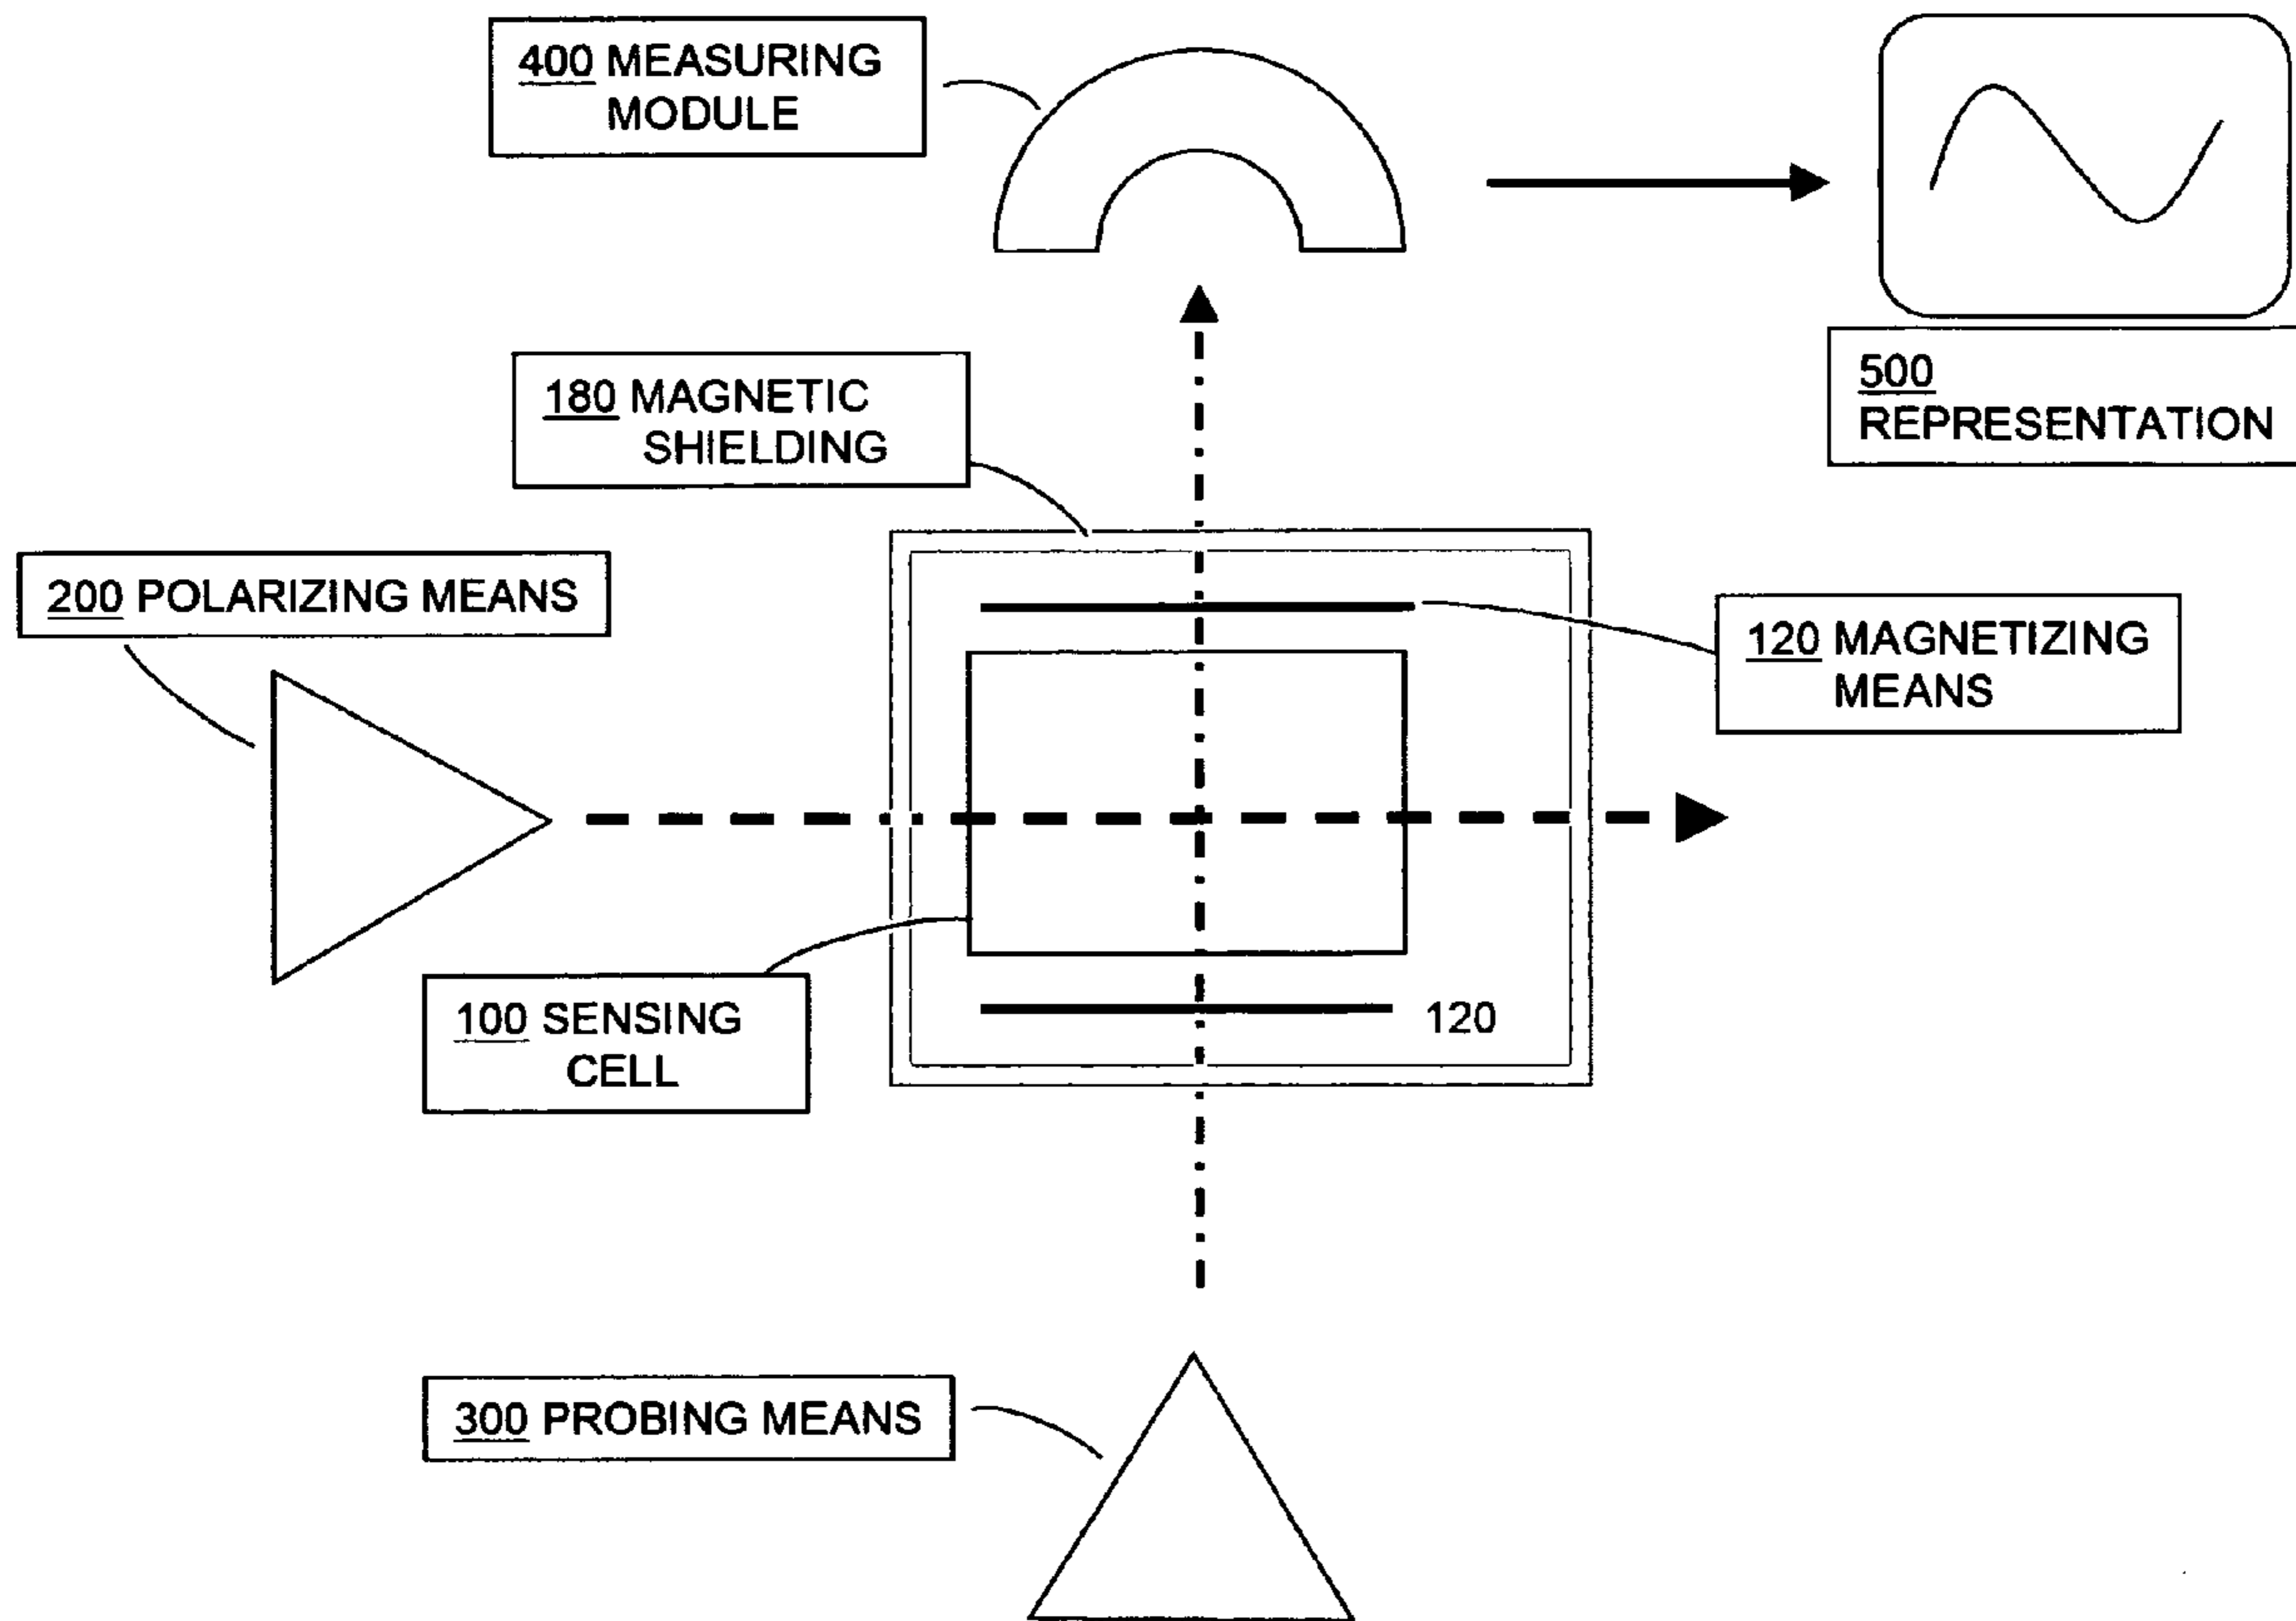 400 MEASURING
MODULE
180 MAGNETIC
SHIELDING
500
REPRESENTATION
200 POLARIZING MEANS
120 MAGNETIZING
MEANS
100 SENSING
CELL
120
300 PROBING MEANS